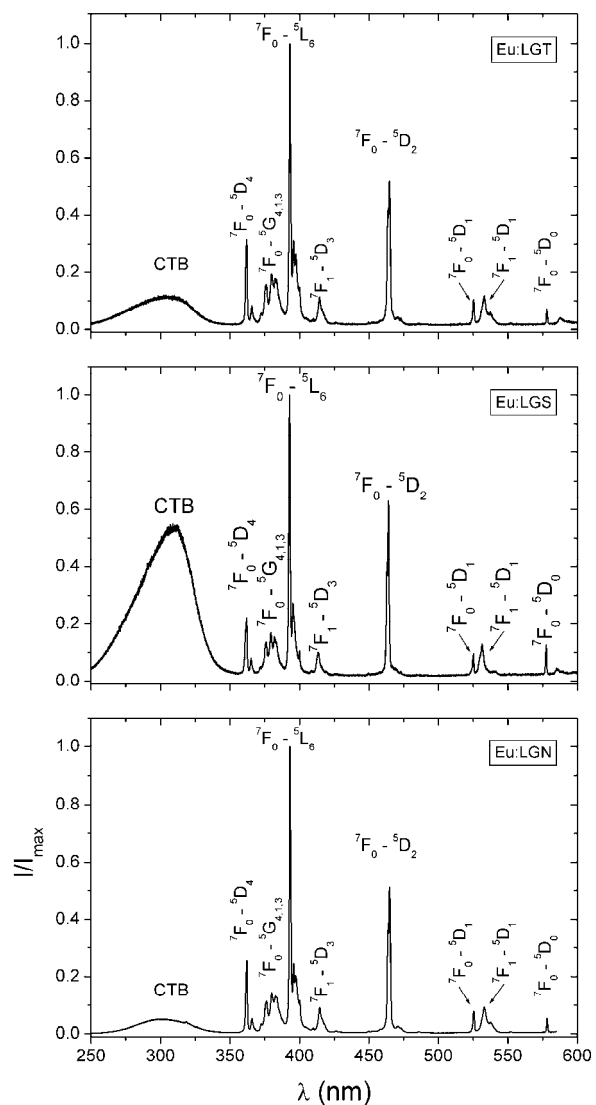 ⁷F₀ - ⁵L₆
Eu:LGT
1.0
0.8
0.6
0.4
0.2
0.0
CTB
⁷F₀ - ⁵D₄
⁷F₀ - ⁵G₄,₁,₃
⁷F₁ - ⁵D₃
⁷F₀ - ⁵D₂
⁷F₀ - ⁵D₁
⁷F₁ - ⁵D₁
⁷F₀ - ⁵D₀
⁷F₀ - ⁵L₆
Eu:LGS
1.0
0.8
0.6
0.4
0.2
0.0
CTB
⁷F₀ - ⁵D₄
⁷F₀ - ⁵G₄,₁,₃
⁷F₁ - ⁵D₃
⁷F₀ - ⁵D₂
⁷F₀ - ⁵D₁
⁷F₁ - ⁵D₁
⁷F₀ - ⁵D₀
⁷F₀ - ⁵L₆
Eu:LGN
I/Iₘₐₓ
1.0
0.8
0.6
0.4
0.2
0.0
CTB
⁷F₀ - ⁵D₄
⁷F₀ - ⁵G₄,₁,₃
⁷F₁ - ⁵D₃
⁷F₀ - ⁵D₂
⁷F₀ - ⁵D₁
⁷F₁ - ⁵D₁
⁷F₀ - ⁵D₀
250 300 350 400 450 500 550 600
λ (nm)